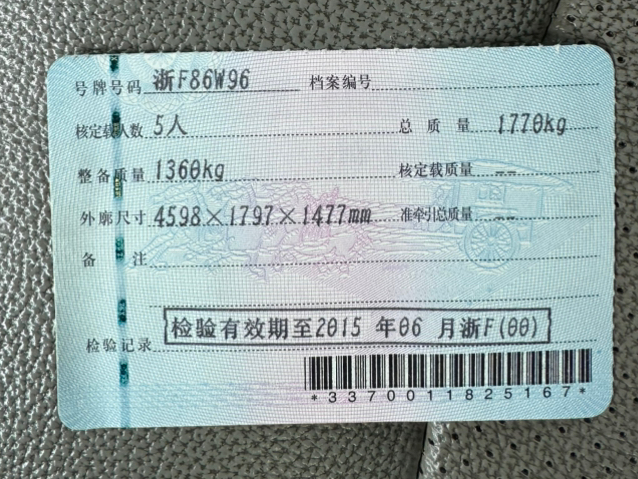 号牌号码 浙F86W96 档案编号
核定载人数 5人 总质量 1770kg
整备质量 1360kg 核定载质量 --
外廓尺寸 4598×1797×1477mm 准牵引总质量 --
备注
检验记录 检验有效期至2015 年06 月浙F(00)
*3370011825167*